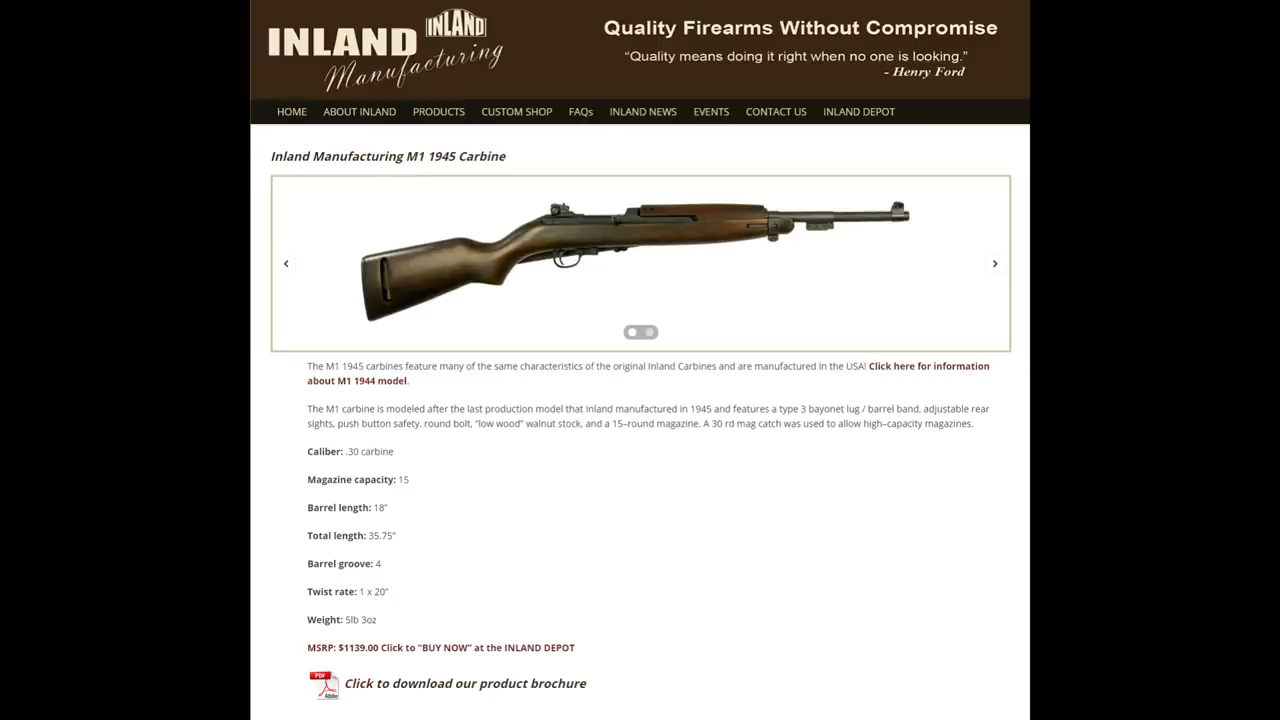 INLAND INLAND
Manufacturing
Quality Firearms Without Compromise
“Quality means doing it right when no one is looking.”
- Henry Ford
HOME ABOUT INLAND PRODUCTS CUSTOM SHOP FAQs INLAND NEWS EVENTS CONTACT US INLAND DEPOT
Inland Manufacturing M1 1945 Carbine
The M1 1945 carbines feature many of the same characteristics of the original Inland Carbines and are manufactured in the USA! Click here for information
about M1 1944 model.
The M1 carbine is modeled after the last production model that Inland manufactured in 1945 and features a type 3 bayonet lug / barrel band, adjustable rear
sights, push button safety, round bolt, “low wood” walnut stock, and a 15–round magazine. A 30 rd mag catch was used to allow high–capacity magazines.
Caliber: .30 carbine
Magazine capacity: 15
Barrel length: 18”
Total length: 35.75”
Barrel groove: 4
Twist rate: 1 x 20”
Weight: 5lb 3oz
MSRP: $1139.00 Click to “BUY NOW” at the INLAND DEPOT
PDF
Adobe
Click to download our product brochure